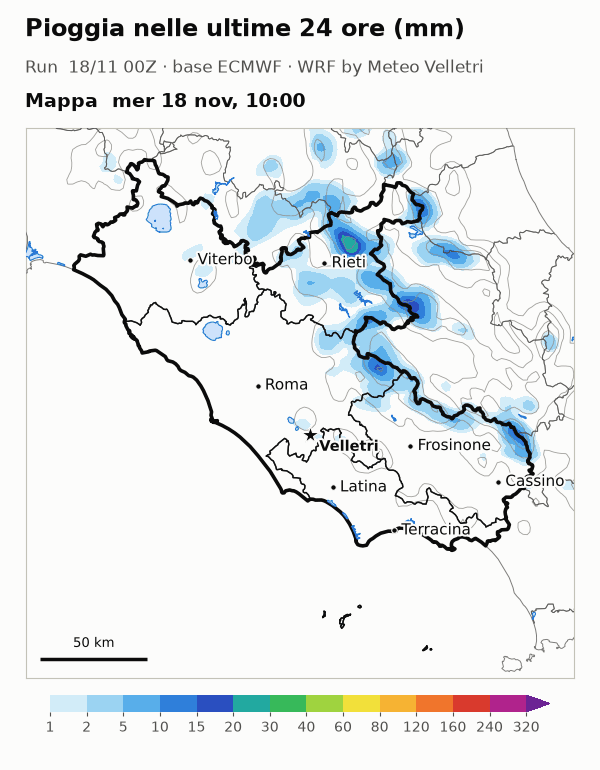 Pioggia nelle ultime 24 ore (mm)
Run  18/11 00Z · base ECMWF · WRF by Meteo Velletri
Mappa  mer 18 nov, 10:00
Viterbo
Rieti
Roma
Velletri
Frosinone
Latina
Cassino
Terracina
50 km
1 2 5 10 15 20 30 40 60 80 120 160 240 320